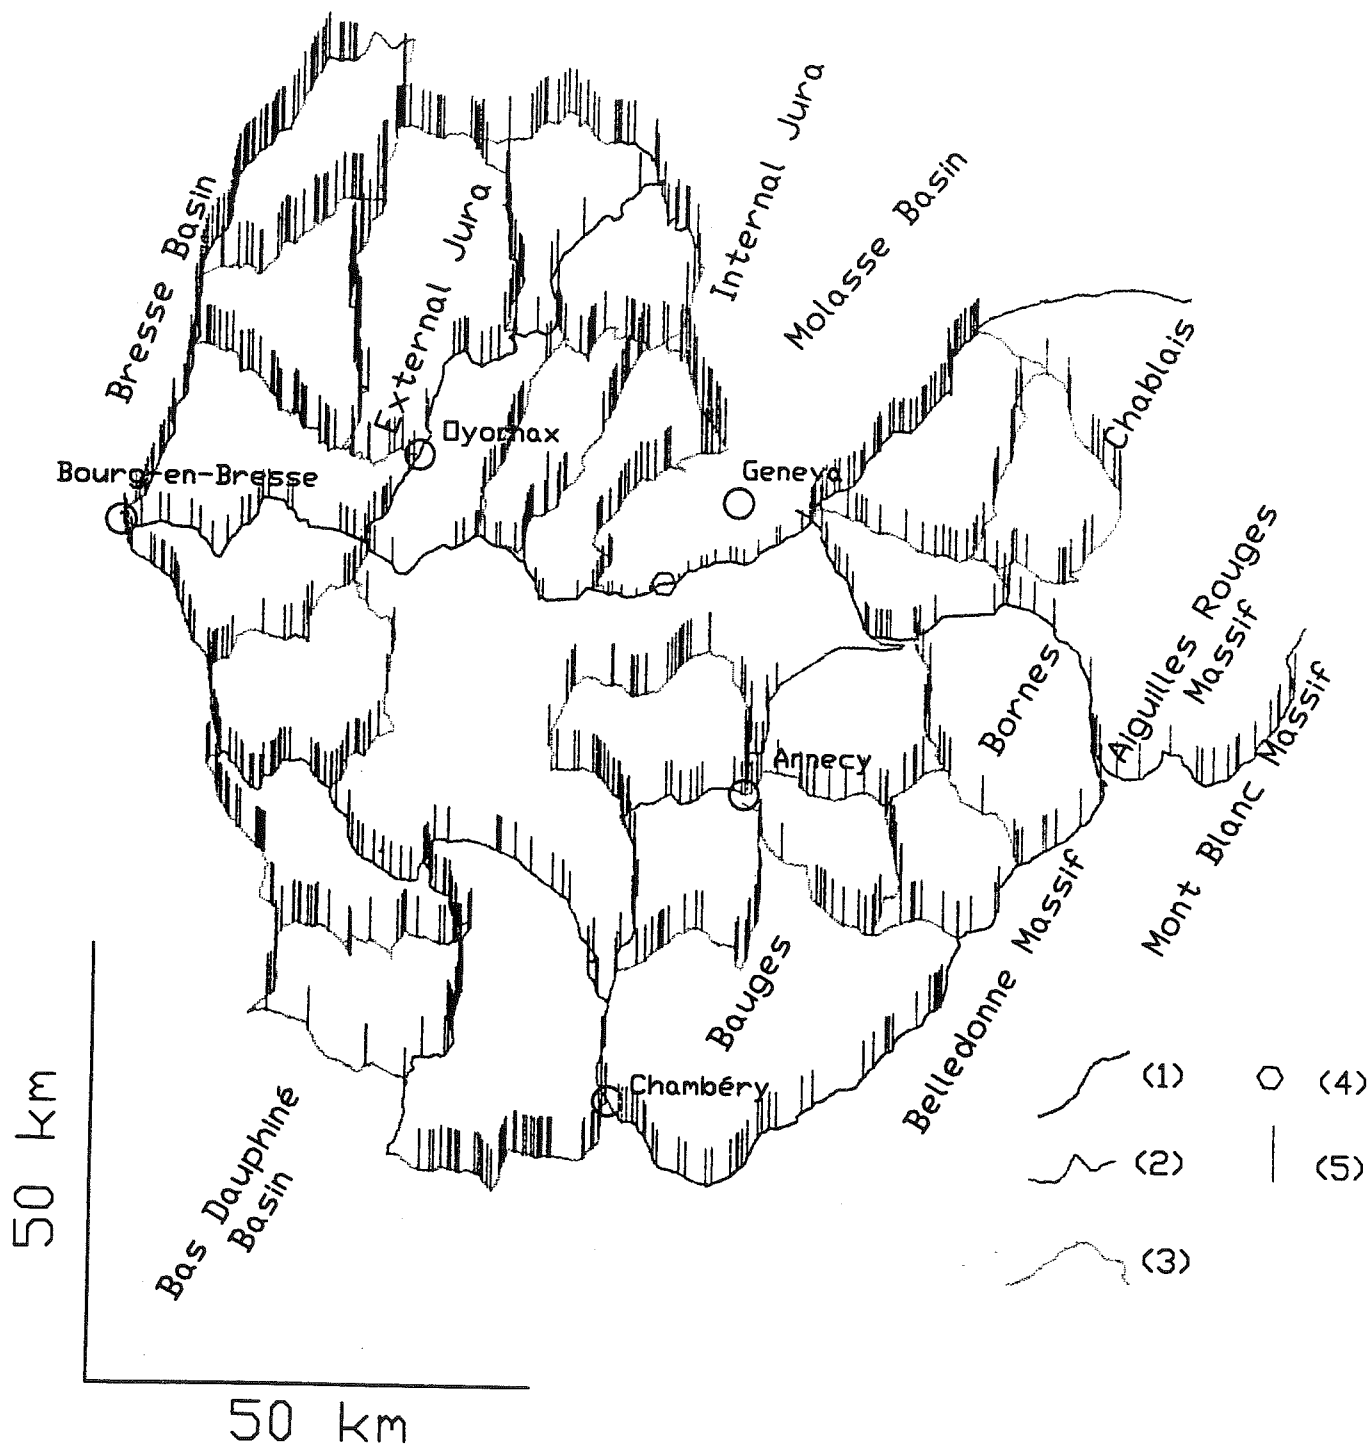 Bresse Basin
External Jura
Internal Jura
Molasse Basin
Chablais
Oyonnax
Bourg-en-Bresse
Geneva
Aiguilles Rouges
Massif
Bornes
Annecy
Mont Blanc Massif
Bauges
Belledonne Massif
Chambéry
Bas Dauphiné
Basin
50 km
50 km
(1)
(2)
(3)
(4)
(5)